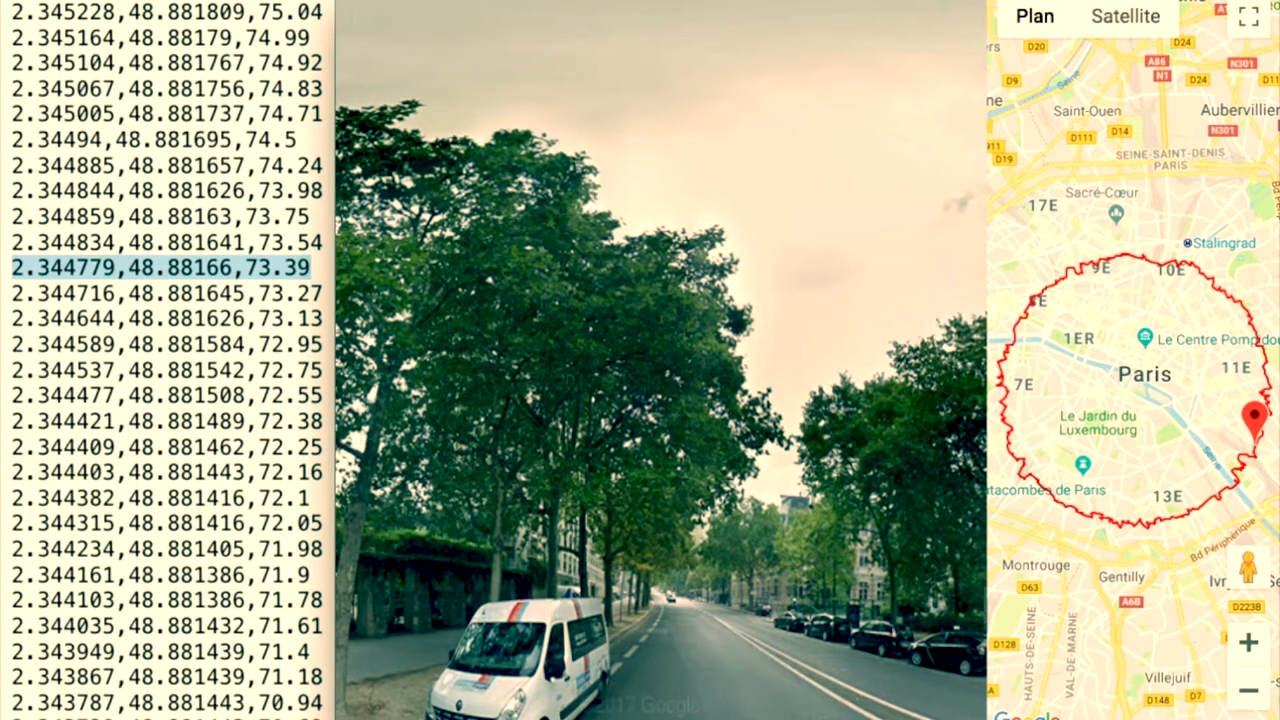 2.345228,48.881809,75.04
2.345164,48.88179,74.99
2.345104,48.881767,74.92
2.345067,48.881756,74.83
2.345005,48.881737,74.71
2.34494,48.881695,74.5
2.344885,48.881657,74.24
2.344844,48.881626,73.98
2.344859,48.88163,73.75
2.344834,48.881641,73.54
2.344779,48.88166,73.39
2.344716,48.881645,73.27
2.344644,48.881626,73.13
2.344589,48.881584,72.95
2.344537,48.881542,72.75
2.344477,48.881508,72.55
2.344421,48.881489,72.38
2.344409,48.881462,72.25
2.344403,48.881443,72.16
2.344382,48.881416,72.1
2.344315,48.881416,72.05
2.344234,48.881405,71.98
2.344161,48.881386,71.9
2.344103,48.881386,71.78
2.344035,48.881432,71.61
2.343949,48.881439,71.4
2.343867,48.881439,71.18
2.343787,48.881443,70.94
2017 Google
Plan Satellite
D20
D24
A86
N301
N1
D9
D24
D11
Seine
ne
Saint-Ouen
Aubervillier
D111
D14
N301
911
D19
SEINE-SAINT-DENIS
PARIS
Sacré-Cœur
17E
Stalingrad
9E
10E
8E
1ER
Le Centre Pompidou
Paris
11E
7E
Le Jardin du
Luxembourg
Seine
tacombes de Paris
13E
Bd Périphérique
Montrouge
Gentilly
Ivr
D63
A6B
D223B
HAUTS-DE-SEINE
VAL-DE-MARNE
D128
+
Villejuif
D148
D7
−
Google